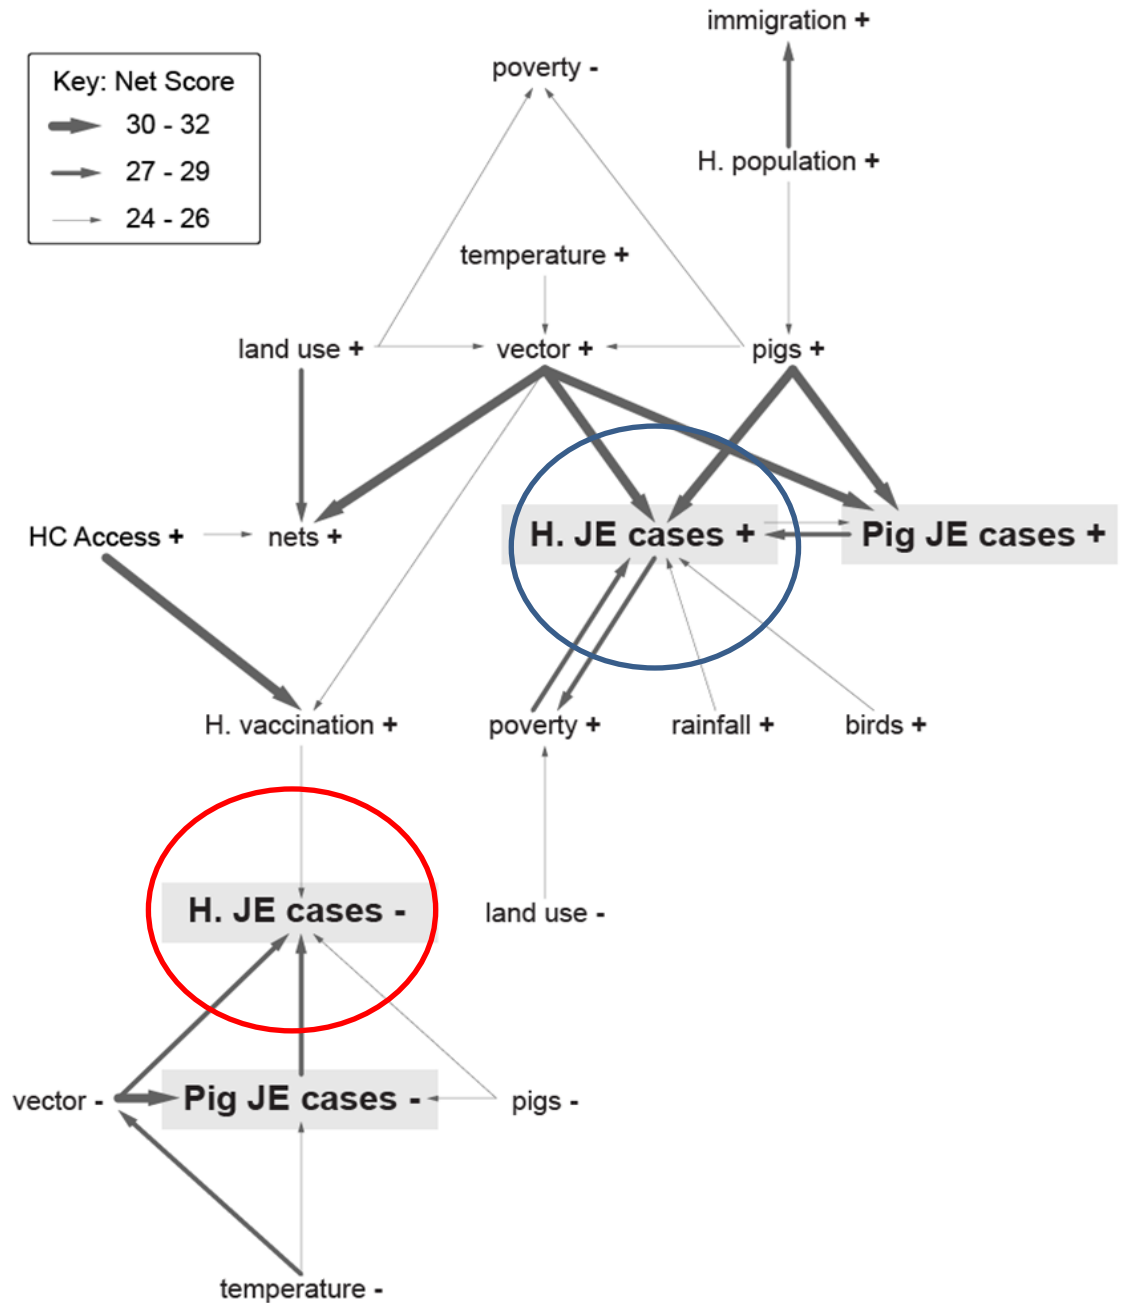 immigration +
poverty -
Key: Net Score
30 - 32
27 - 29
24 - 26
H. population +
temperature +
land use +
vector +
pigs +
HC Access +
nets +
H. JE cases +
Pig JE cases +
H. vaccination +
poverty +
rainfall +
birds +
H. JE cases -
land use -
vector -
Pig JE cases -
pigs -
temperature -